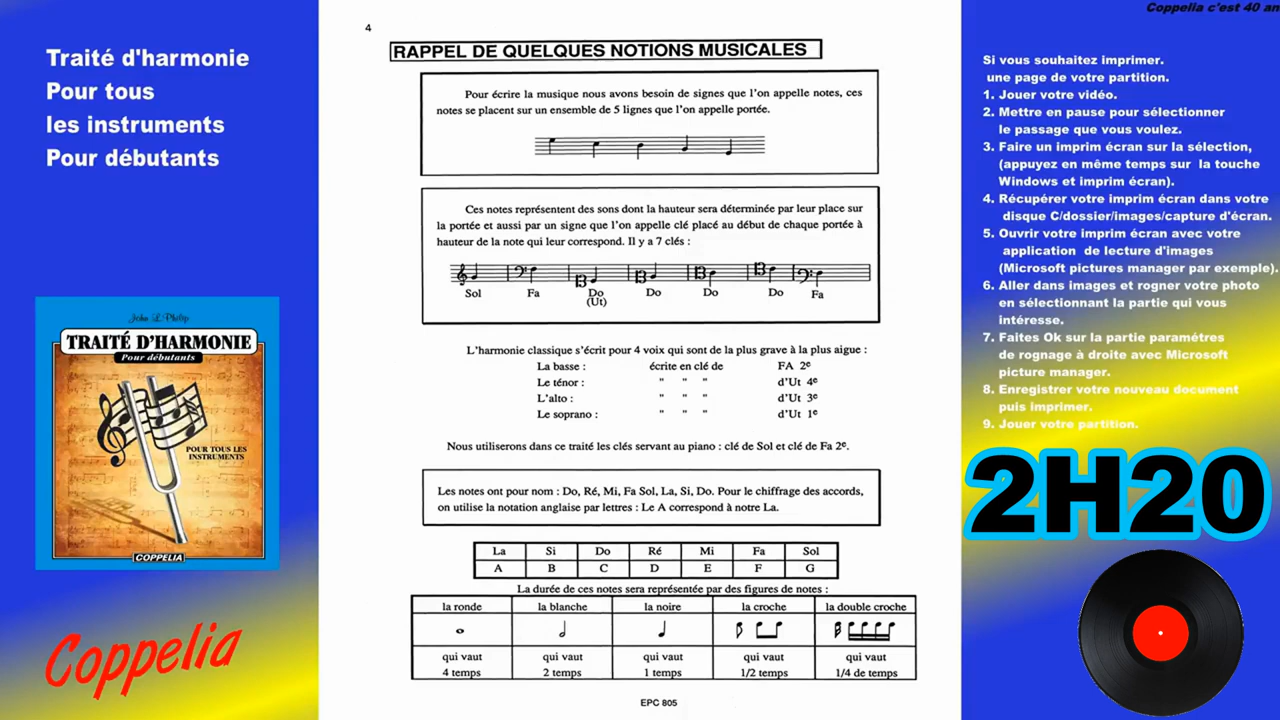 Coppelia c'est 40 an
Traité d'harmonie
Pour tous
les instruments
Pour débutants
John L. Philip
TRAITÉ D'HARMONIE
Pour débutants
POUR TOUS LES
INSTRUMENTS
COPPELIA
Coppelia
4
RAPPEL DE QUELQUES NOTIONS MUSICALES
Pour écrire la musique nous avons besoin de signes que l'on appelle notes, ces
notes se placent sur un ensemble de 5 lignes que l'on appelle portée.
Ces notes représentent des sons dont la hauteur sera déterminée par leur place sur
la portée et aussi par un signe que l'on appelle clé placé au début de chaque portée à
hauteur de la note qui leur correspond. Il y a 7 clés :
Sol Fa Do Do Do Do Fa
(Ut)
L'harmonie classique s'écrit pour 4 voix qui sont de la plus grave à la plus aigue :
La basse : écrite en clé de FA 2e
Le ténor : " " " d'Ut 4e
L'alto : " " " d'Ut 3e
Le soprano : " " " d'Ut 1e
Nous utiliserons dans ce traité les clés servant au piano : clé de Sol et clé de Fa 2e.
Les notes ont pour nom : Do, Ré, Mi, Fa Sol, La, Si, Do. Pour le chiffrage des accords,
on utilise la notation anglaise par lettres : Le A correspond à notre La.
La Si Do Ré Mi Fa Sol
A B C D E F G
La durée de ces notes sera représentée par des figures de notes :
la ronde la blanche la noire la croche la double croche
qui vaut qui vaut qui vaut qui vaut qui vaut
4 temps 2 temps 1 temps 1/2 temps 1/4 de temps
EPC 805
Si vous souhaitez imprimer.
une page de votre partition.
1. Jouer votre vidéo.
2. Mettre en pause pour sélectionner
le passage que vous voulez.
3. Faire un imprim écran sur la sélection,
(appuyez en même temps sur la touche
Windows et imprim écran).
4. Récupérer votre imprim écran dans votre
disque C/dossier/images/capture d'écran.
5. Ouvrir votre imprim écran avec votre
application de lecture d'images
(Microsoft pictures manager par exemple).
6. Aller dans images et rogner votre photo
en sélectionnant la partie qui vous
intéresse.
7. Faites Ok sur la partie paramétres
de rognage à droite avec Microsoft
picture manager.
8. Enregistrer votre nouveau document
puis imprimer.
9. Jouer votre partition.
2H20